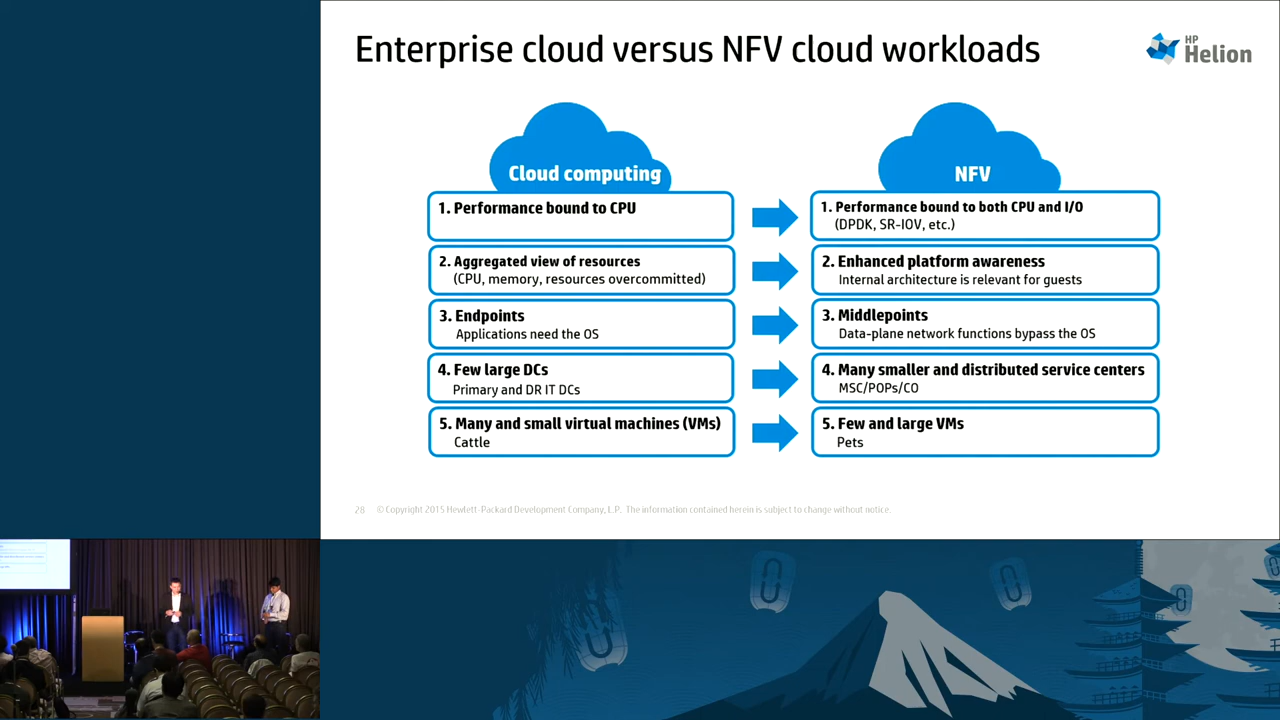 Enterprise cloud versus NFV cloud workloads
HP
Helion
Cloud computing
1. Performance bound to CPU
2. Aggregated view of resources
(CPU, memory, resources overcommitted)
3. Endpoints
Applications need the OS
4. Few large DCs
Primary and DR IT DCs
5. Many and small virtual machines (VMs)
Cattle
NFV
1. Performance bound to both CPU and I/O
(DPDK, SR-IOV, etc.)
2. Enhanced platform awareness
Internal architecture is relevant for guests
3. Middlepoints
Data-plane network functions bypass the OS
4. Many smaller and distributed service centers
MSC/POPs/CO
5. Few and large VMs
Pets
28 © Copyright 2015 Hewlett-Packard Development Company, L.P. The information contained herein is subject to change without notice.